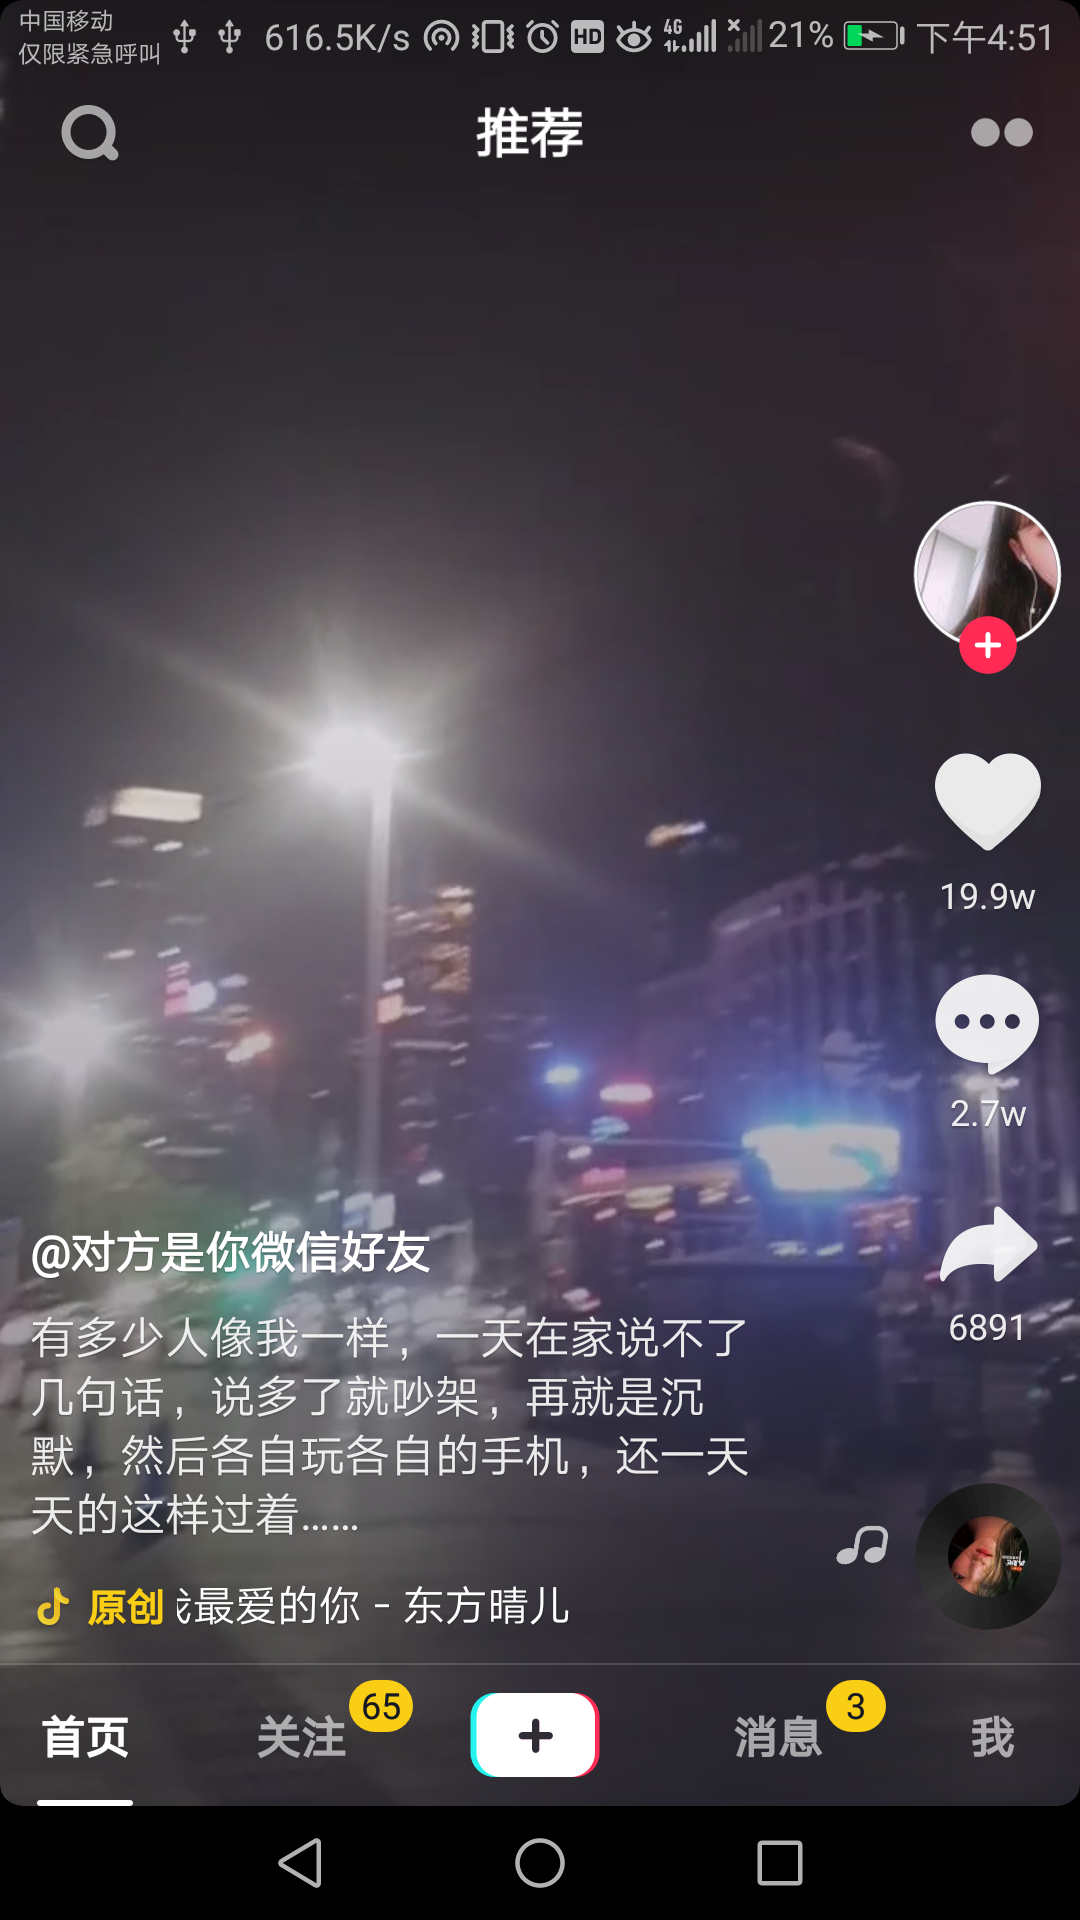 中国移动
仅限紧急呼叫
616.5K/s HD 4G 21% 下午4:51
推荐
19.9w
2.7w
6891
@对方是你微信好友
有多少人像我一样，一天在家说不了
几句话，说多了就吵架，再就是沉
默，然后各自玩各自的手机，还一天
天的这样过着……
原创 我最爱的你 - 东方晴儿
首页 关注 65 消息 3 我